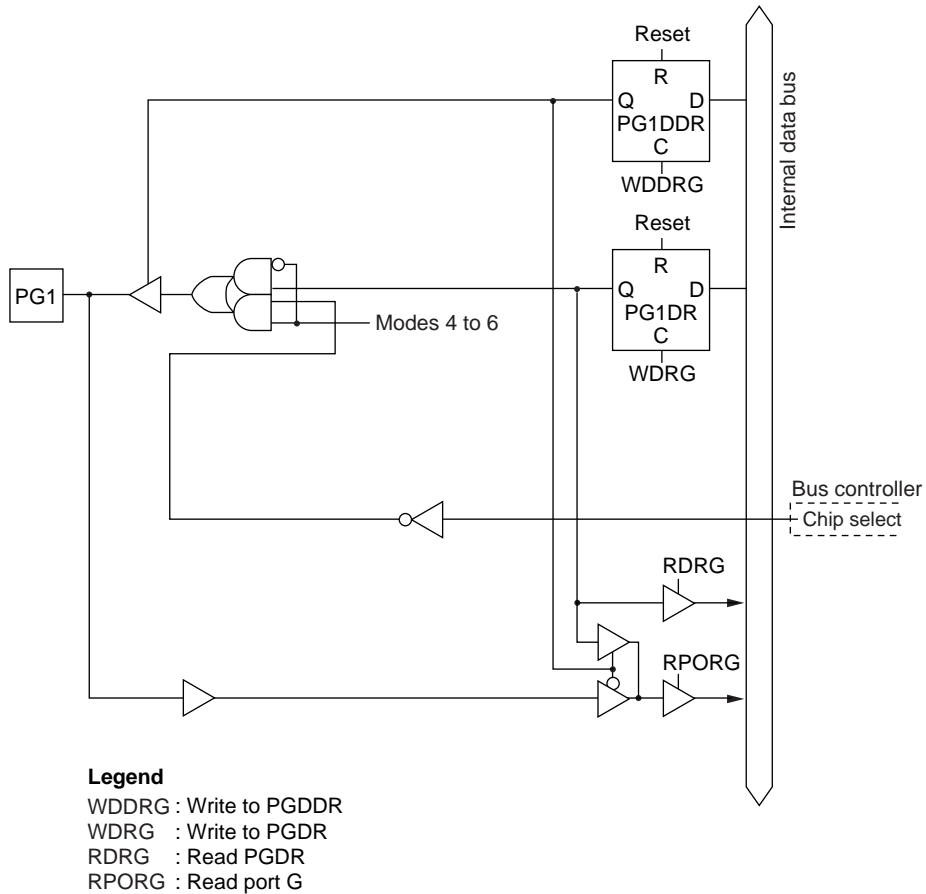 Reset
R
Q D
PG1DDR
C
WDDRG
Internal data bus
Reset
R
Q D
PG1DR
C
WDRG
PG1
Modes 4 to 6
Bus controller
Chip select
RDRG
RPORG
Legend
WDDRG : Write to PGDDR
WDRG : Write to PGDR
RDRG : Read PGDR
RPORG : Read port G